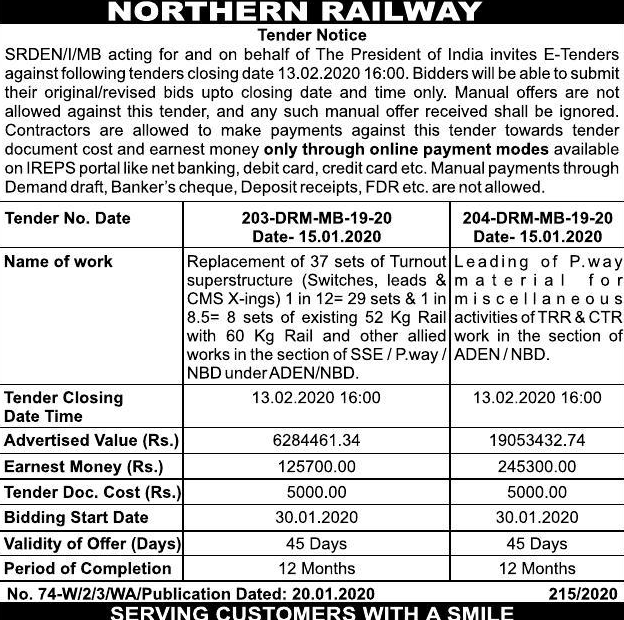 NORTHERN RAILWAY
Tender Notice
SRDEN/I/MB acting for and on behalf of The President of India invites E-Tenders
against following tenders closing date 13.02.2020 16:00. Bidders will be able to submit
their original/revised bids upto closing date and time only. Manual offers are not
allowed against this tender, and any such manual offer received shall be ignored.
Contractors are allowed to make payments against this tender towards tender
document cost and earnest money only through online payment modes available
on IREPS portal like net banking, debit card, credit card etc. Manual payments through
Demand draft, Banker's cheque, Deposit receipts, FDR etc. are not allowed.
Tender No. Date
203-DRM-MB-19-20
Date- 15.01.2020
204-DRM-MB-19-20
Date- 15.01.2020
Name of work
Replacement of 37 sets of Turnout
superstructure (Switches, leads &
CMS X-ings) 1 in 12= 29 sets & 1 in
8.5= 8 sets of existing 52 Kg Rail
with 60 Kg Rail and other allied
works in the section of SSE / P.way /
NBD under ADEN/NBD.
Leading of P.way
material for
miscellaneous
activities of TRR & CTR
work in the section of
ADEN / NBD.
Tender Closing
Date Time
13.02.2020 16:00
13.02.2020 16:00
Advertised Value (Rs.)
6284461.34
19053432.74
Earnest Money (Rs.)
125700.00
245300.00
Tender Doc. Cost (Rs.)
5000.00
5000.00
Bidding Start Date
30.01.2020
30.01.2020
Validity of Offer (Days)
45 Days
45 Days
Period of Completion
12 Months
12 Months
No. 74-W/2/3/WA/Publication Dated: 20.01.2020
215/2020
SERVING CUSTOMERS WITH A SMILE